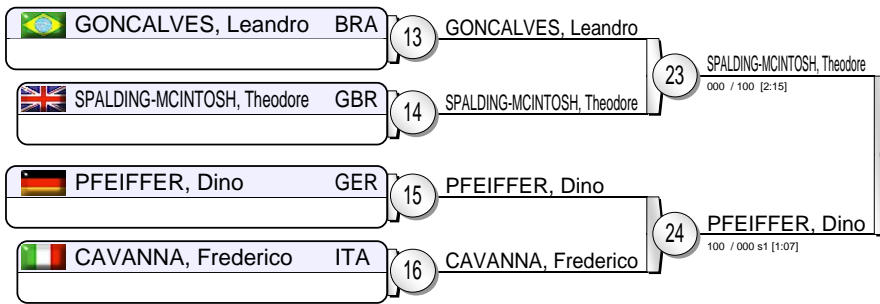 GONCALVES, Leandro BRA
13
GONCALVES, Leandro
23
SPALDING-MCINTOSH, Theodore
000 / 100 [2:15]
SPALDING-MCINTOSH, Theodore GBR
14
SPALDING-MCINTOSH, Theodore
PFEIFFER, Dino GER
15
PFEIFFER, Dino
24
PFEIFFER, Dino
100 / 000 s1 [1:07]
CAVANNA, Frederico ITA
16
CAVANNA, Frederico